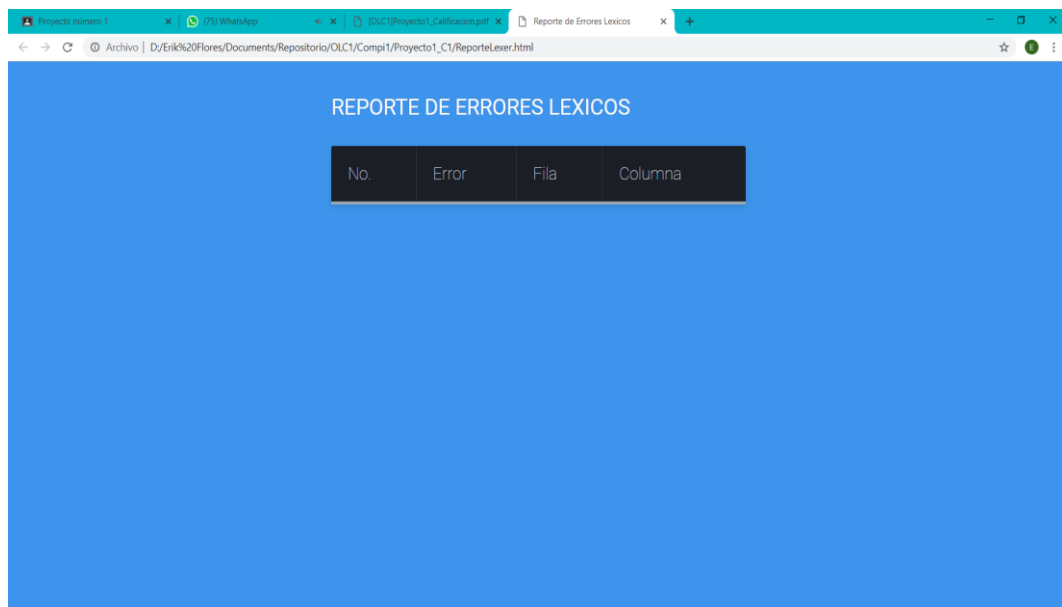 Proyecto número 1
(75) WhatsApp
[OLC1]Proyecto1_Calificacion.pdf
Reporte de Errores Lexicos
Archivo | D:/Erik%20Flores/Documents/Repositorio/OLC1/Compi1/Proyecto1_C1/ReporteLexer.html
E
REPORTE DE ERRORES LEXICOS
No. Error Fila Columna